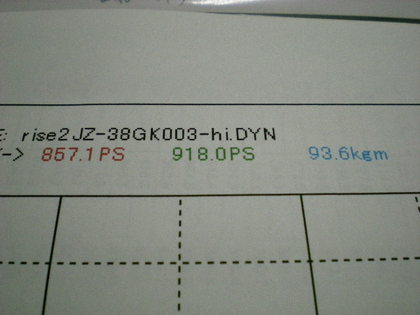 E: rise2JZ-38GK003-hi.DYN
-> 857.1PS 918.0PS 93.6kgm